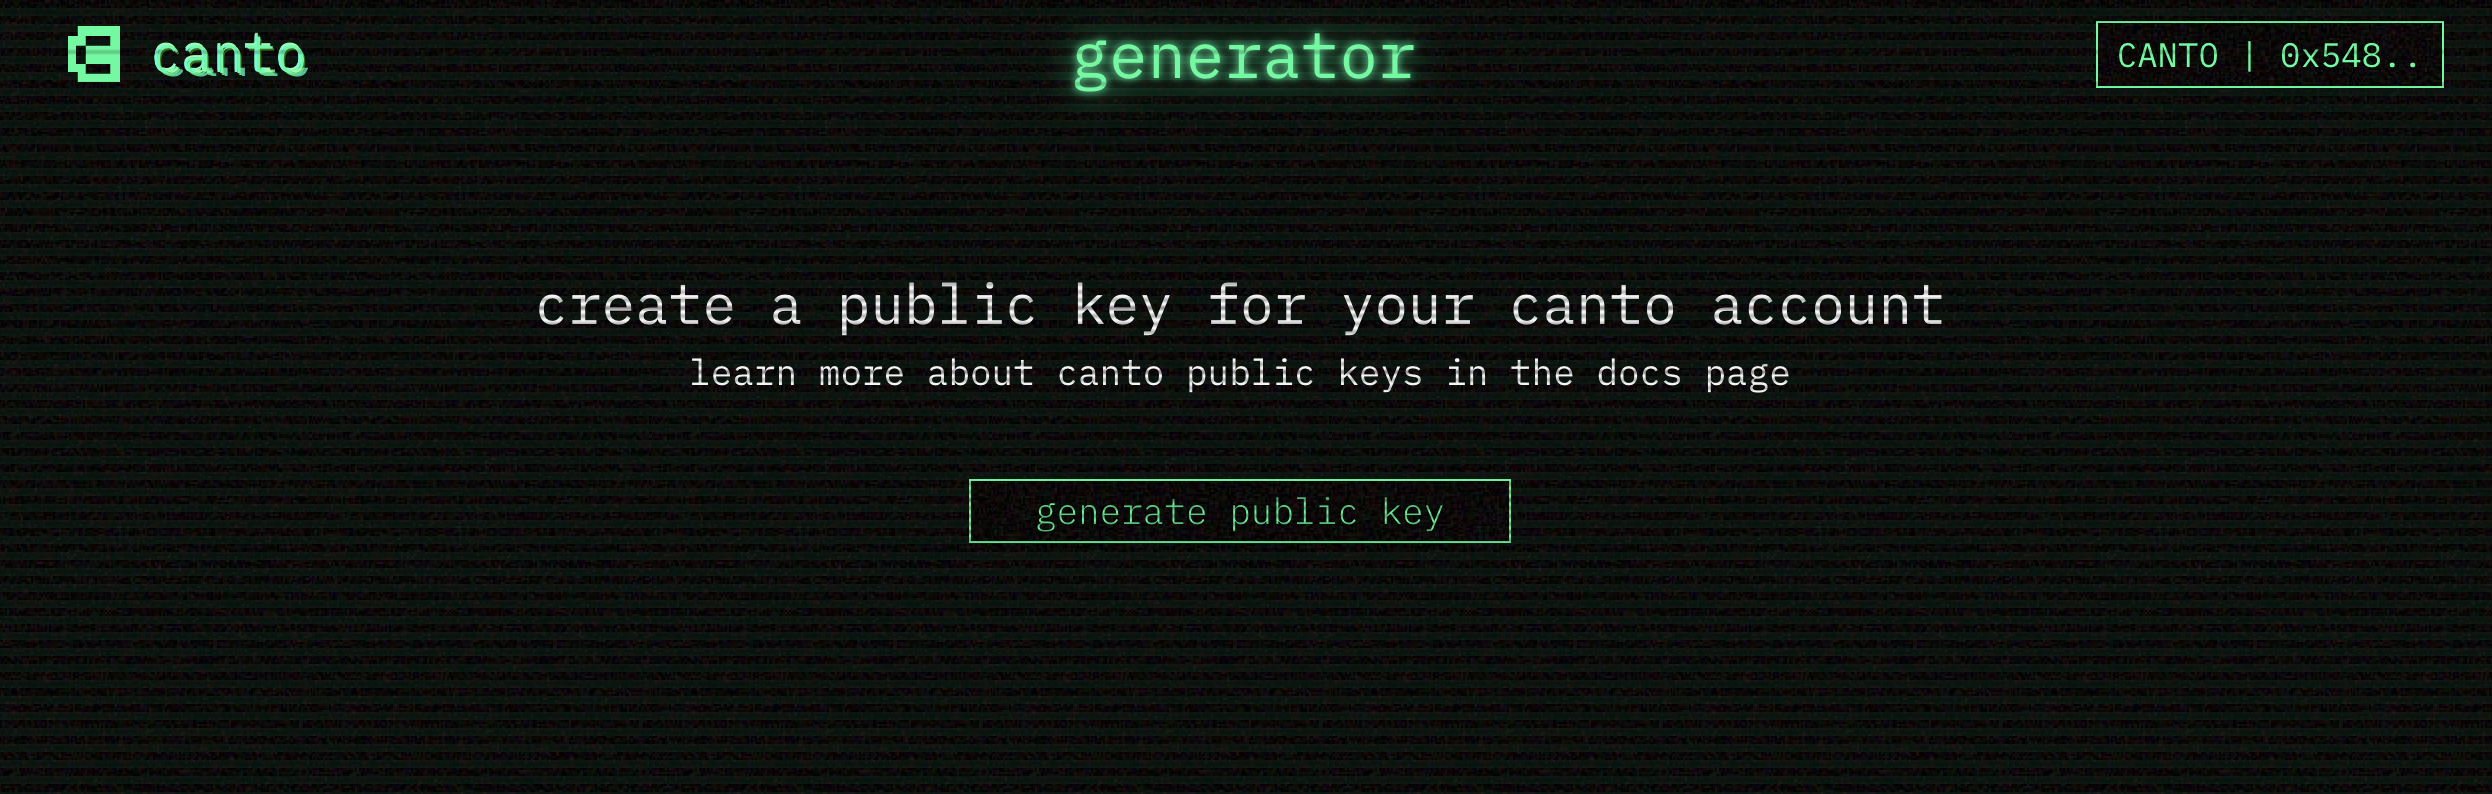 canto
generator
CANTO | 0x548..
create a public key for your canto account
learn more about canto public keys in the docs page
generate public key